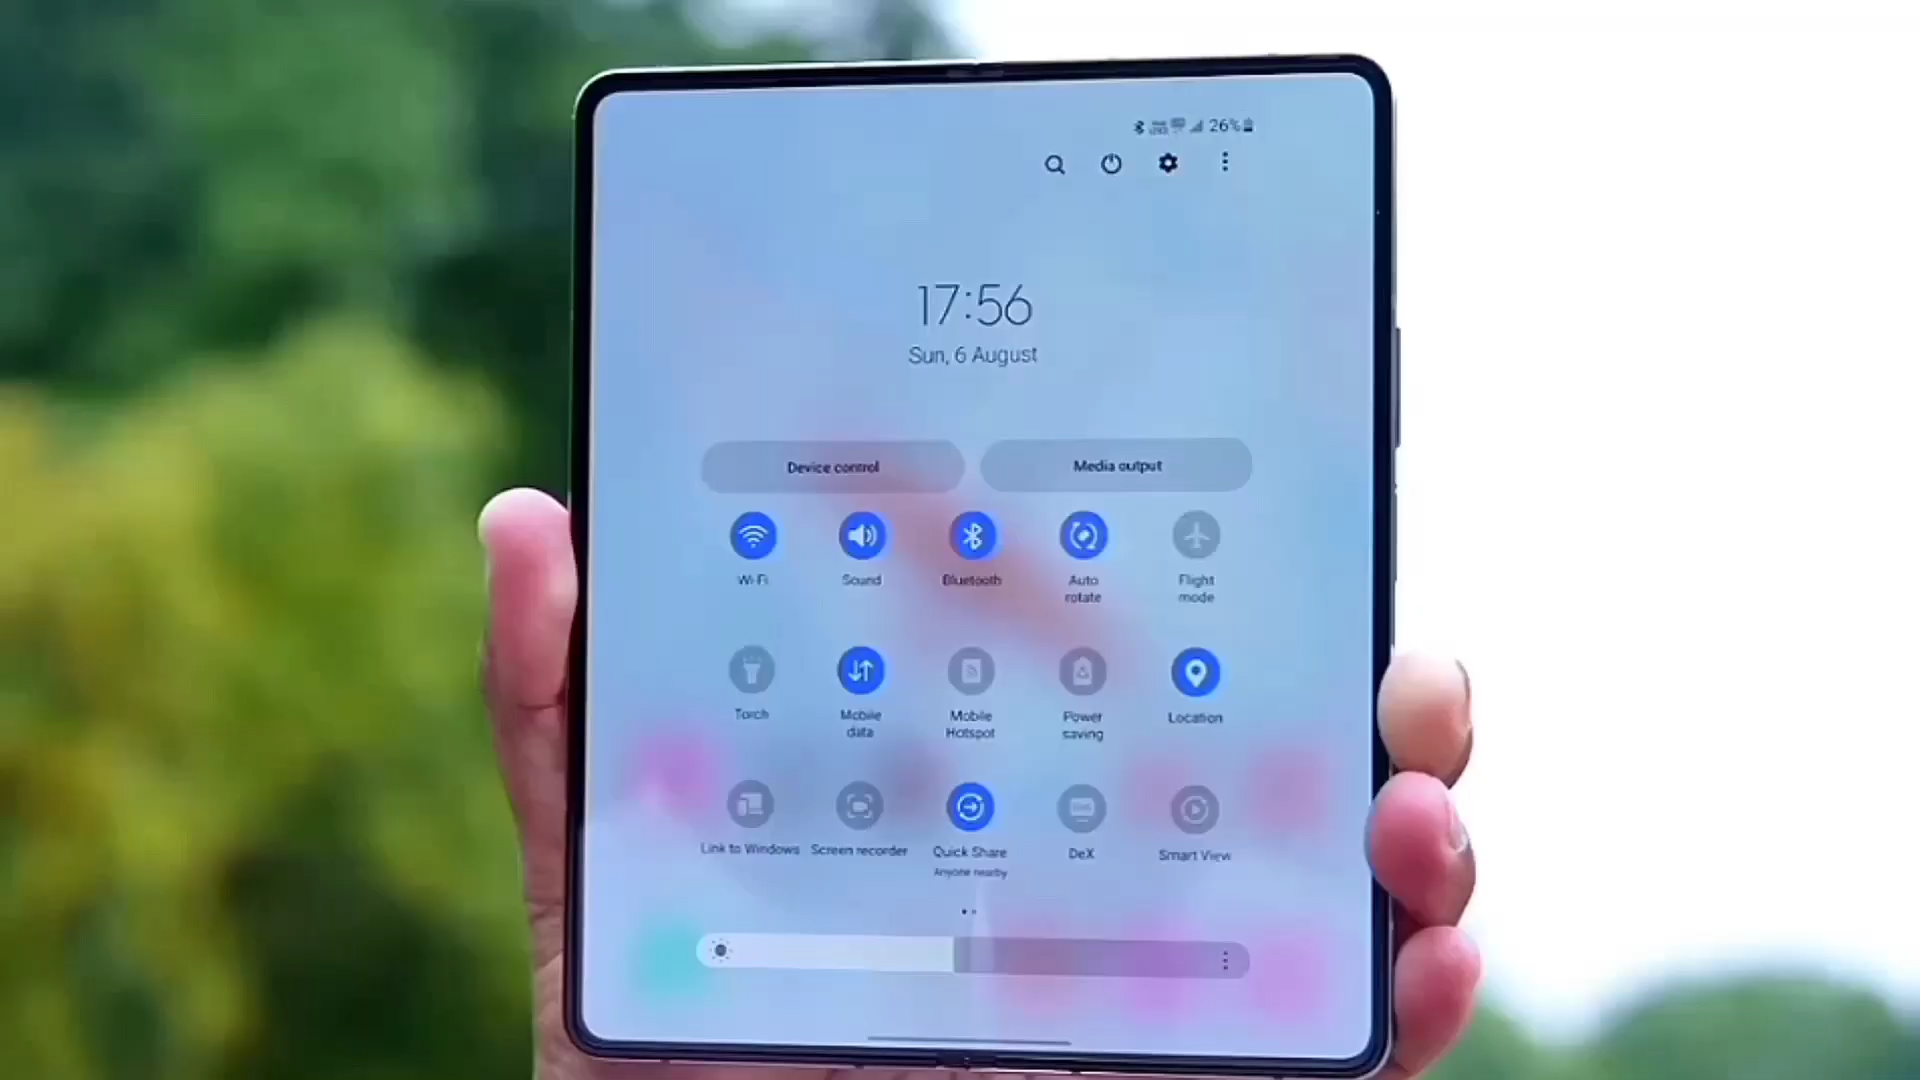 26%
17:56
Sun, 6 August
Device control
Media output
Wi-Fi
Sound
Bluetooth
Auto
rotate
Flight
mode
Torch
Mobile
data
Mobile
Hotspot
Power
saving
Location
Link to Windows
Screen recorder
Quick Share
Anyone nearby
DeX
Smart View